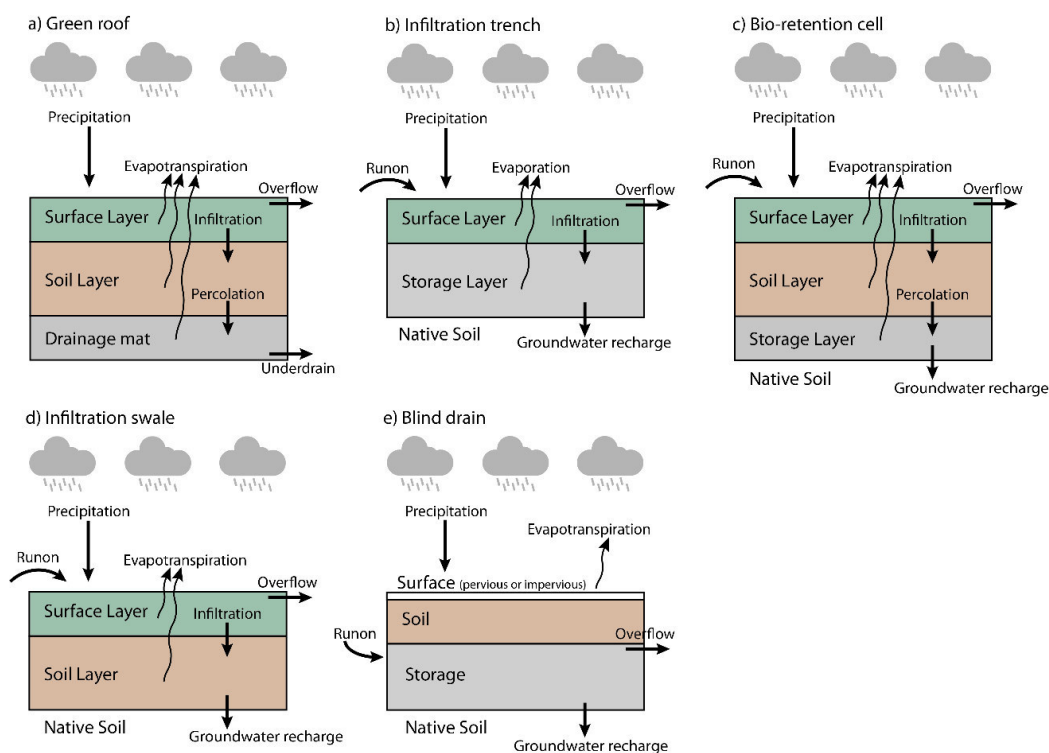 a) Green roof
Precipitation
Evapotranspiration
Overflow
Surface Layer
Infiltration
Soil Layer
Percolation
Drainage mat
Underdrain
b) Infiltration trench
Precipitation
Runon
Evaporation
Overflow
Surface Layer
Infiltration
Storage Layer
Native Soil
Groundwater recharge
c) Bio-retention cell
Precipitation
Runon
Evapotranspiration
Overflow
Surface Layer
Infiltration
Soil Layer
Percolation
Storage Layer
Native Soil
Groundwater recharge
d) Infiltration swale
Precipitation
Runon
Evapotranspiration
Overflow
Surface Layer
Infiltration
Soil Layer
Native Soil
Groundwater recharge
e) Blind drain
Precipitation
Evapotranspiration
Surface (pervious or impervious)
Soil
Runon
Overflow
Storage
Native Soil
Groundwater recharge